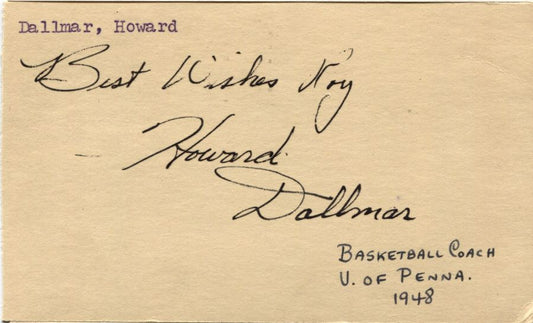 Dallmar, Howard
Best Wishes Roy
Howard
Dallmar
BASKETBALL COACH
U. OF PENNA.
1948